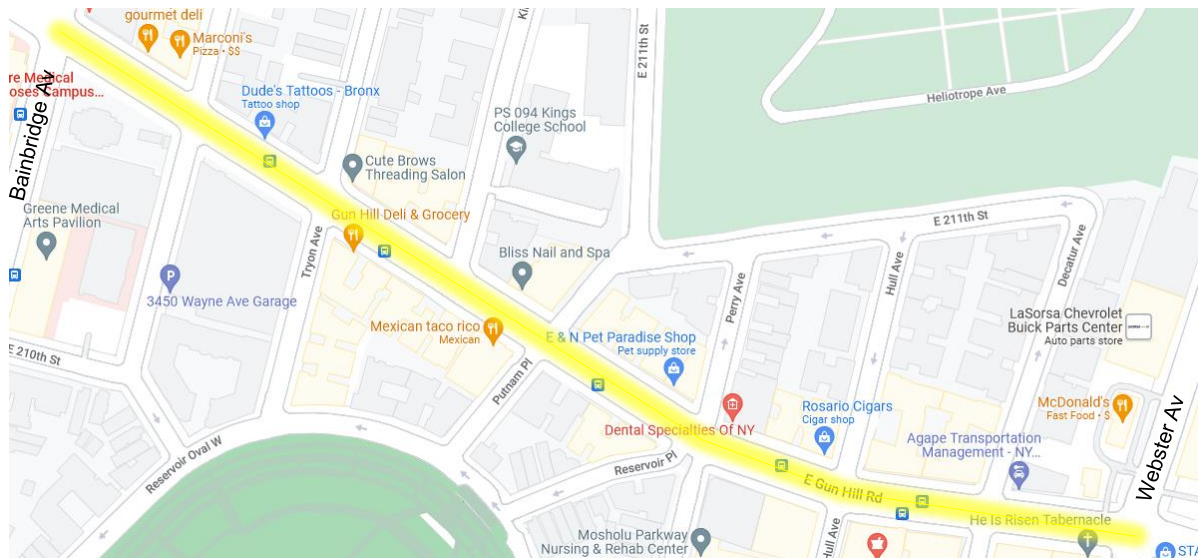 gourmet deli
Marconi's
Pizza · $$
re Medical
oses Campus...
Bainbridge Av
Dude's Tattoos - Bronx
Tattoo shop
E 211th St
Heliotrope Ave
PS 094 Kings
College School
Cute Brows
Threading Salon
Greene Medical
Arts Pavilion
Gun Hill Deli & Grocery
E 211th St
Tryon Ave
Bliss Nail and Spa
Hull Ave
Decatur Ave
P
3450 Wayne Ave Garage
Perry Ave
LaSorsa Chevrolet
Buick Parts Center
Auto parts store
Mexican taco rico
Mexican
E & N Pet Paradise Shop
Pet supply store
E 210th St
Putnam Pl
McDonald's
Fast Food · $
Rosario Cigars
Cigar shop
Dental Specialties Of NY
Webster Av
Agape Transportation
Management - NY...
Reservoir Oval W
Reservoir Pl
E Gun Hill Rd
He Is Risen Tabernacle
Mosholu Parkway
Nursing & Rehab Center
Hull Ave
STA